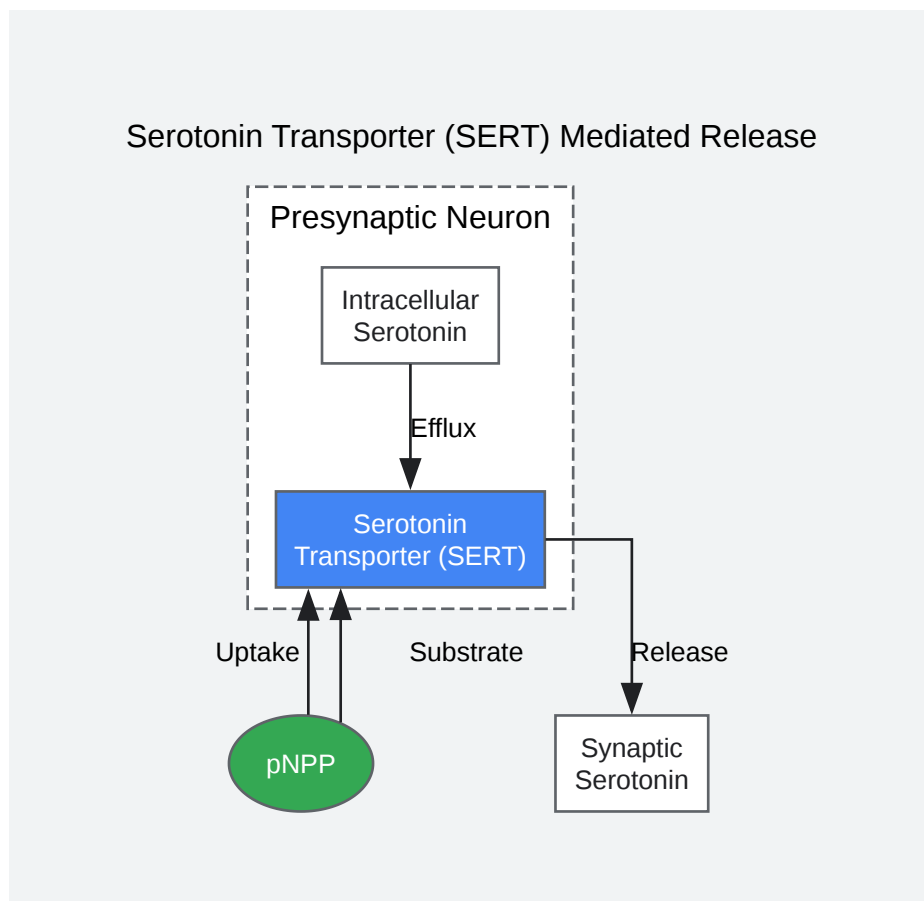 Serotonin Transporter (SERT) Mediated Release
Presynaptic Neuron
Intracellular
Serotonin
Efflux
Serotonin
Transporter (SERT)
Uptake
Substrate
Release
pNPP
Synaptic
Serotonin